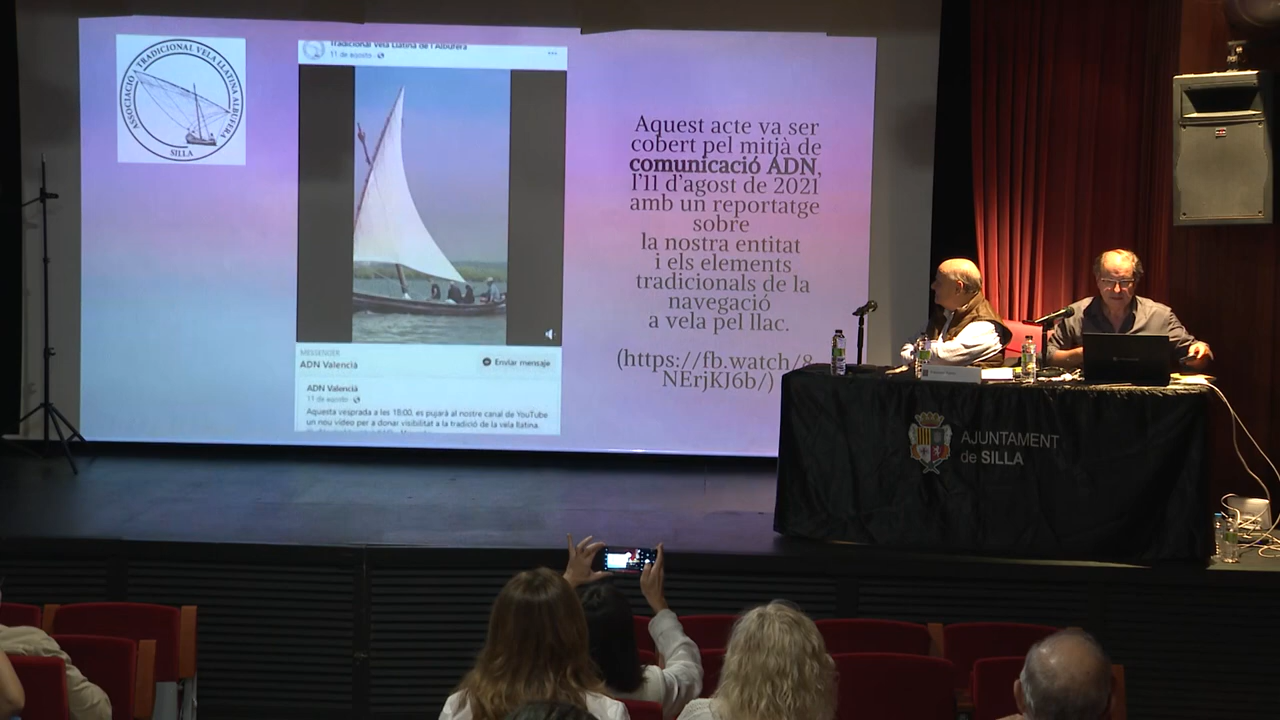 ASSOCIACIÓ TRADICIONAL VELA LLATINA ALBUFERA
SILLA
Tradicional Vela Llatina de l'Albufera
11 de agosto
MESSENGER
ADN Valencià
Enviar mensaje
ADN Valencià
11 de agosto
Aquesta vesprada a les 18:00, es pujarà al nostre canal de YouTube
un nou vídeo per a donar visibilitat a la tradició de la vela llatina.
Aquest acte va ser
cobert pel mitjà de
comunicació ADN,
l'11 d'agost de 2021
amb un reportatge
sobre
la nostra entitat
i els elements
tradicionals de la
navegació
a vela pel llac.
(https://fb.watch/8
NErjKJ6b/)
AJUNTAMENT
de SILLA